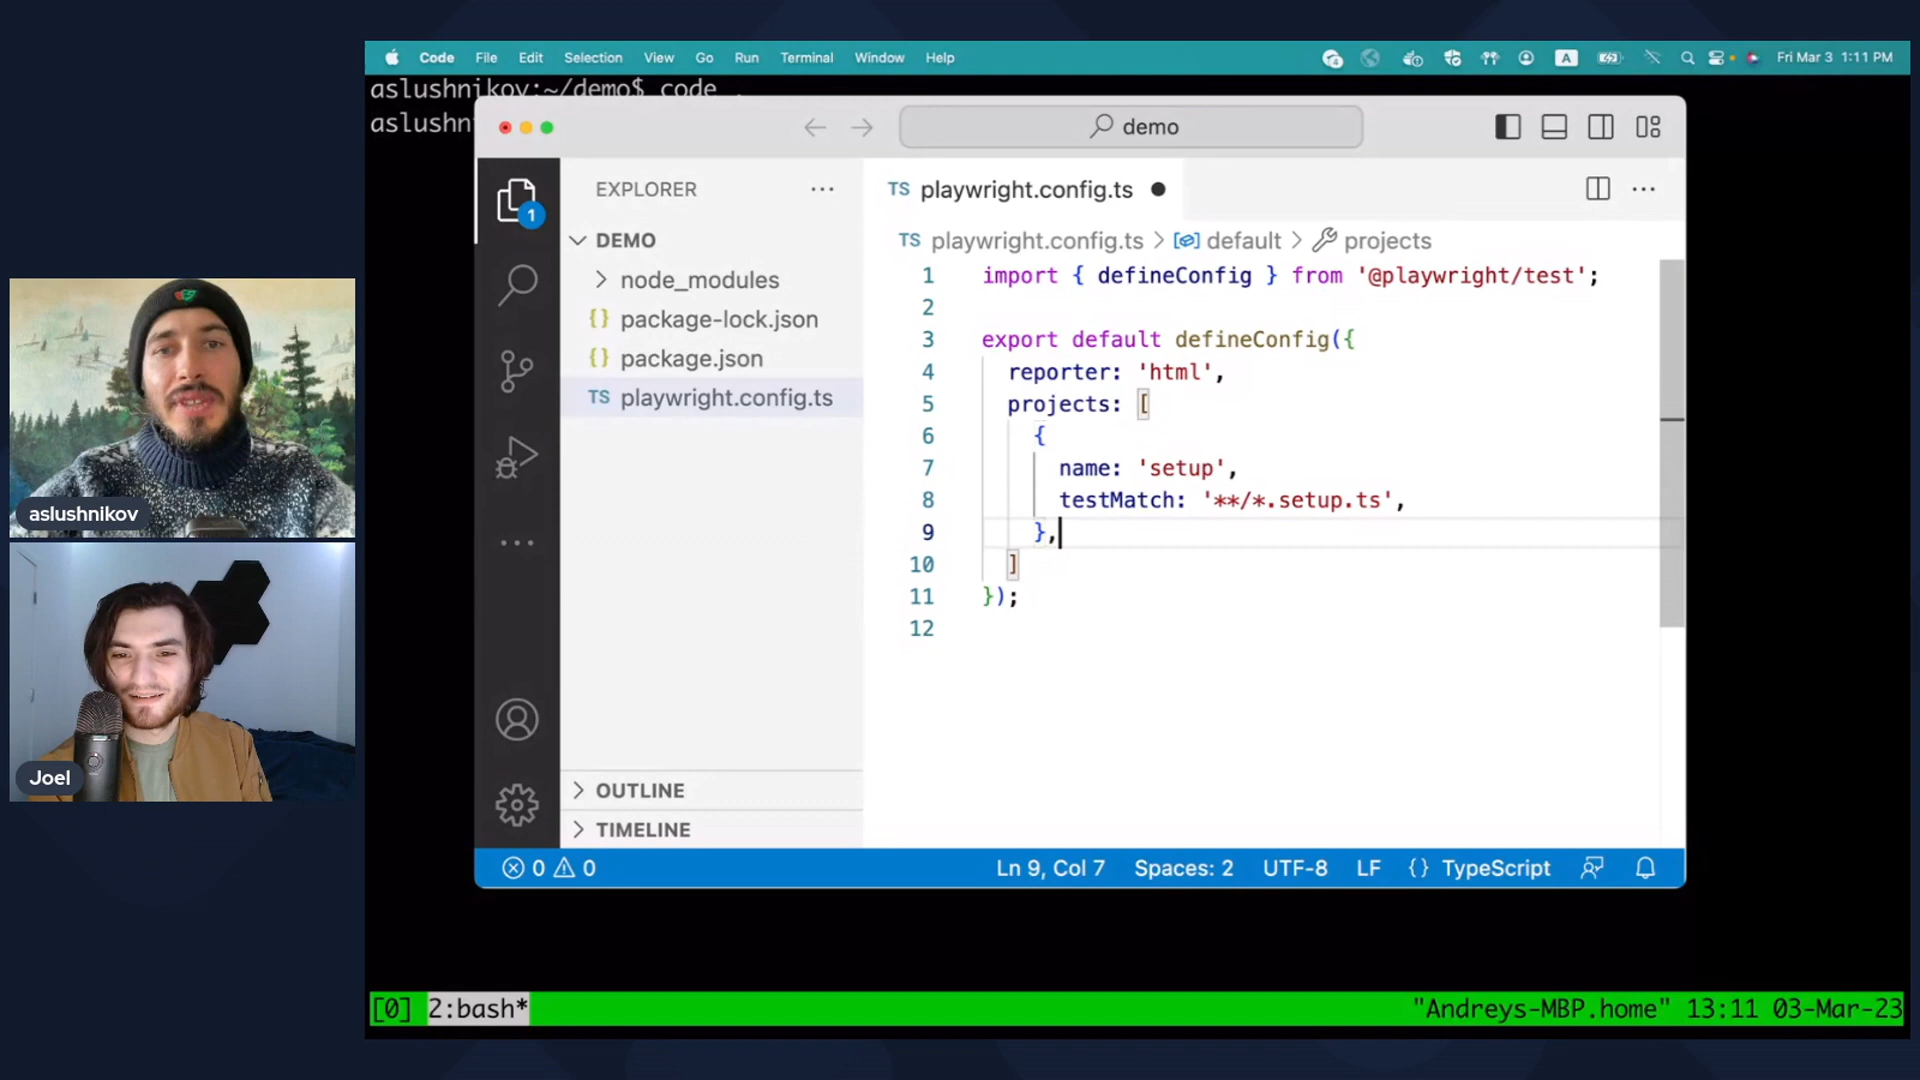 Code File Edit Selection View Go Run Terminal Window Help
A
Fri Mar 3 1:11 PM
aslushnikov:~/demo$ code .
aslushn
demo
EXPLORER ...
1
DEMO
node_modules
{} package-lock.json
{} package.json
TS playwright.config.ts
OUTLINE
TIMELINE
TS playwright.config.ts
...
TS playwright.config.ts > default > projects
1 import { defineConfig } from '@playwright/test';
2
3 export default defineConfig({
4 reporter: 'html',
5 projects: [
6 {
7 name: 'setup',
8 testMatch: '**/*.setup.ts',
9 },
10 ]
11 });
12
0 0
Ln 9, Col 7 Spaces: 2 UTF-8 LF {} TypeScript
[0] 2:bash*
"Andreys-MBP.home" 13:11 03-Mar-23
aslushnikov
Joel